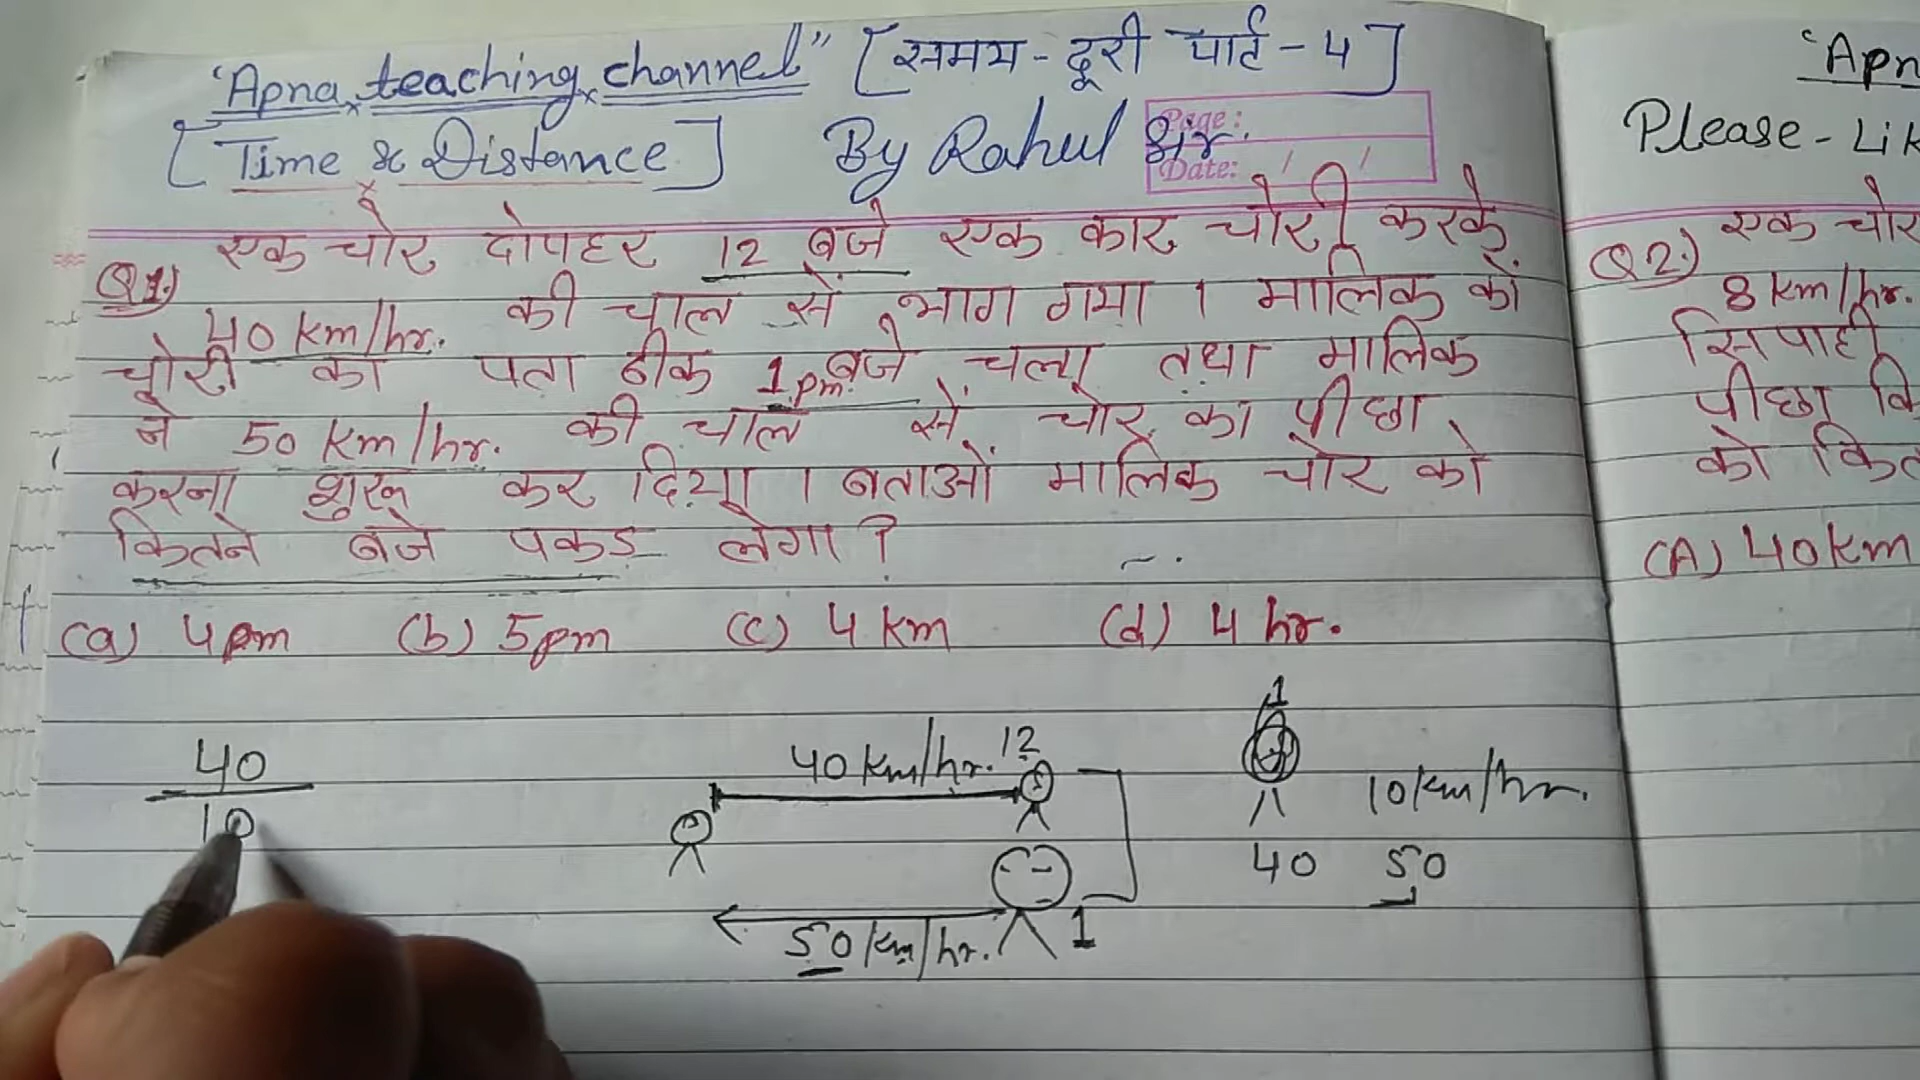 "Apna teaching channel" [समय-दूरी पार्ट-4]
[Time & Distance] By Rahul Sir.
Page:
Date: / /
Q1.) एक चोर दोपहर 12 बजे एक कार चोरी करके
40 km/hr. की चाल से भाग गया । मालिक को
चोरी का पता ठीक 1pm बजे चला तथा मालिक
ने 50 km/hr. की चाल से चोर का पीछा
करना शुरू कर दिया । बताओं मालिक चोर को
कितने बजे पकड़ लेगा ?
(a) 4pm (b) 5pm (c) 4 km (d) 4 hr.
40
10
40 km/hr. 12
50 km/hr. 1
1
10 km/hr.
40 50
'Apn
Please - Lik
Q2.) एक चोर
8 km/hr.
सिपाही
पीछा कि
को कित
(A) 40km